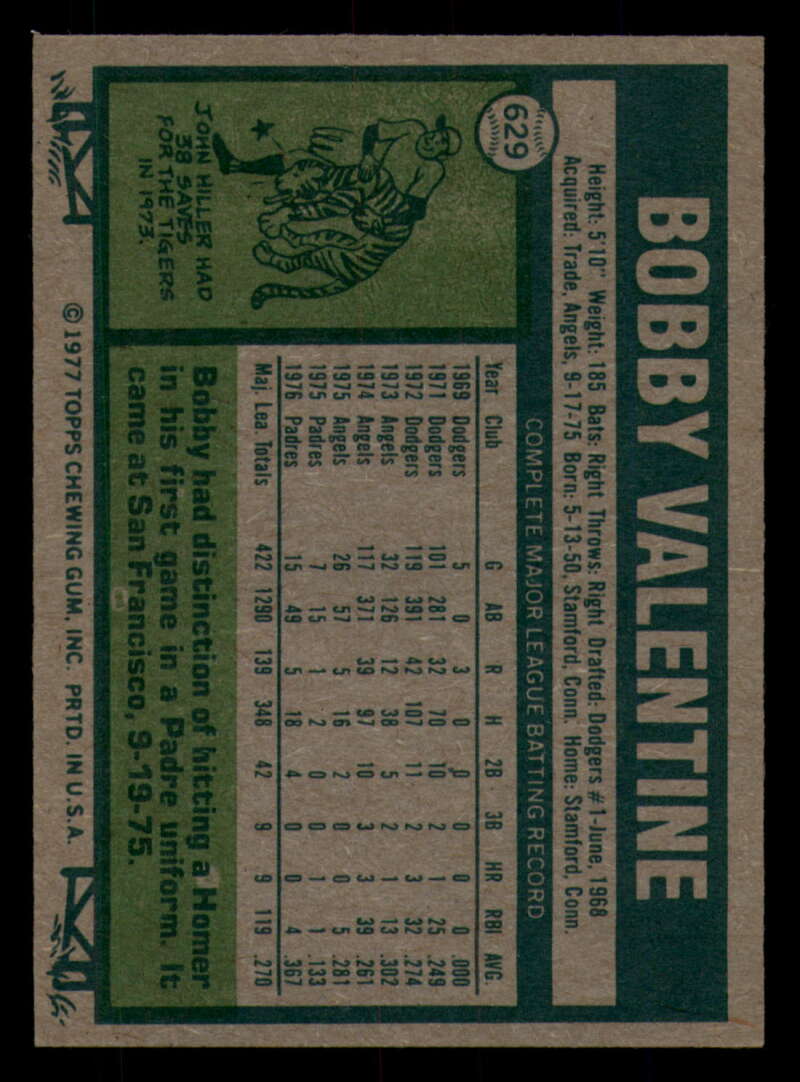 BOBBY VALENTINE
629
Height: 5'10" Weight: 185 Bats: Right Throws: Right Drafted: Dodgers #1-June, 1968
Acquired: Trade, Angels, 9-17-75 Born: 5-13-50, Stamford, Conn. Home: Stamford, Conn.
COMPLETE MAJOR LEAGUE BATTING RECORD
Year Club G AB R H 2B 3B HR RBI AVG.
1969 Dodgers 5 0 3 0 0 0 0 0 .000
1971 Dodgers 101 281 32 70 10 2 1 25 .249
1972 Dodgers 119 391 42 107 11 2 3 32 .274
1973 Angels 32 126 12 38 5 2 1 13 .302
1974 Angels 117 371 39 97 10 3 3 39 .261
1975 Angels 26 57 5 16 2 0 0 5 .281
1975 Padres 7 15 1 2 0 0 1 1 .133
1976 Padres 15 49 5 18 4 0 0 4 .367
Maj. Lea. Totals 422 1290 139 348 42 9 9 119 .270
JOHN HILLER HAD
38 SAVES
FOR THE TIGERS
IN 1973.
Bobby had distinction of hitting a Homer
in his first game in a Padre uniform. It
came at San Francisco, 9-19-75.
© 1977 TOPPS CHEWING GUM, INC. PRTD. IN U.S.A.